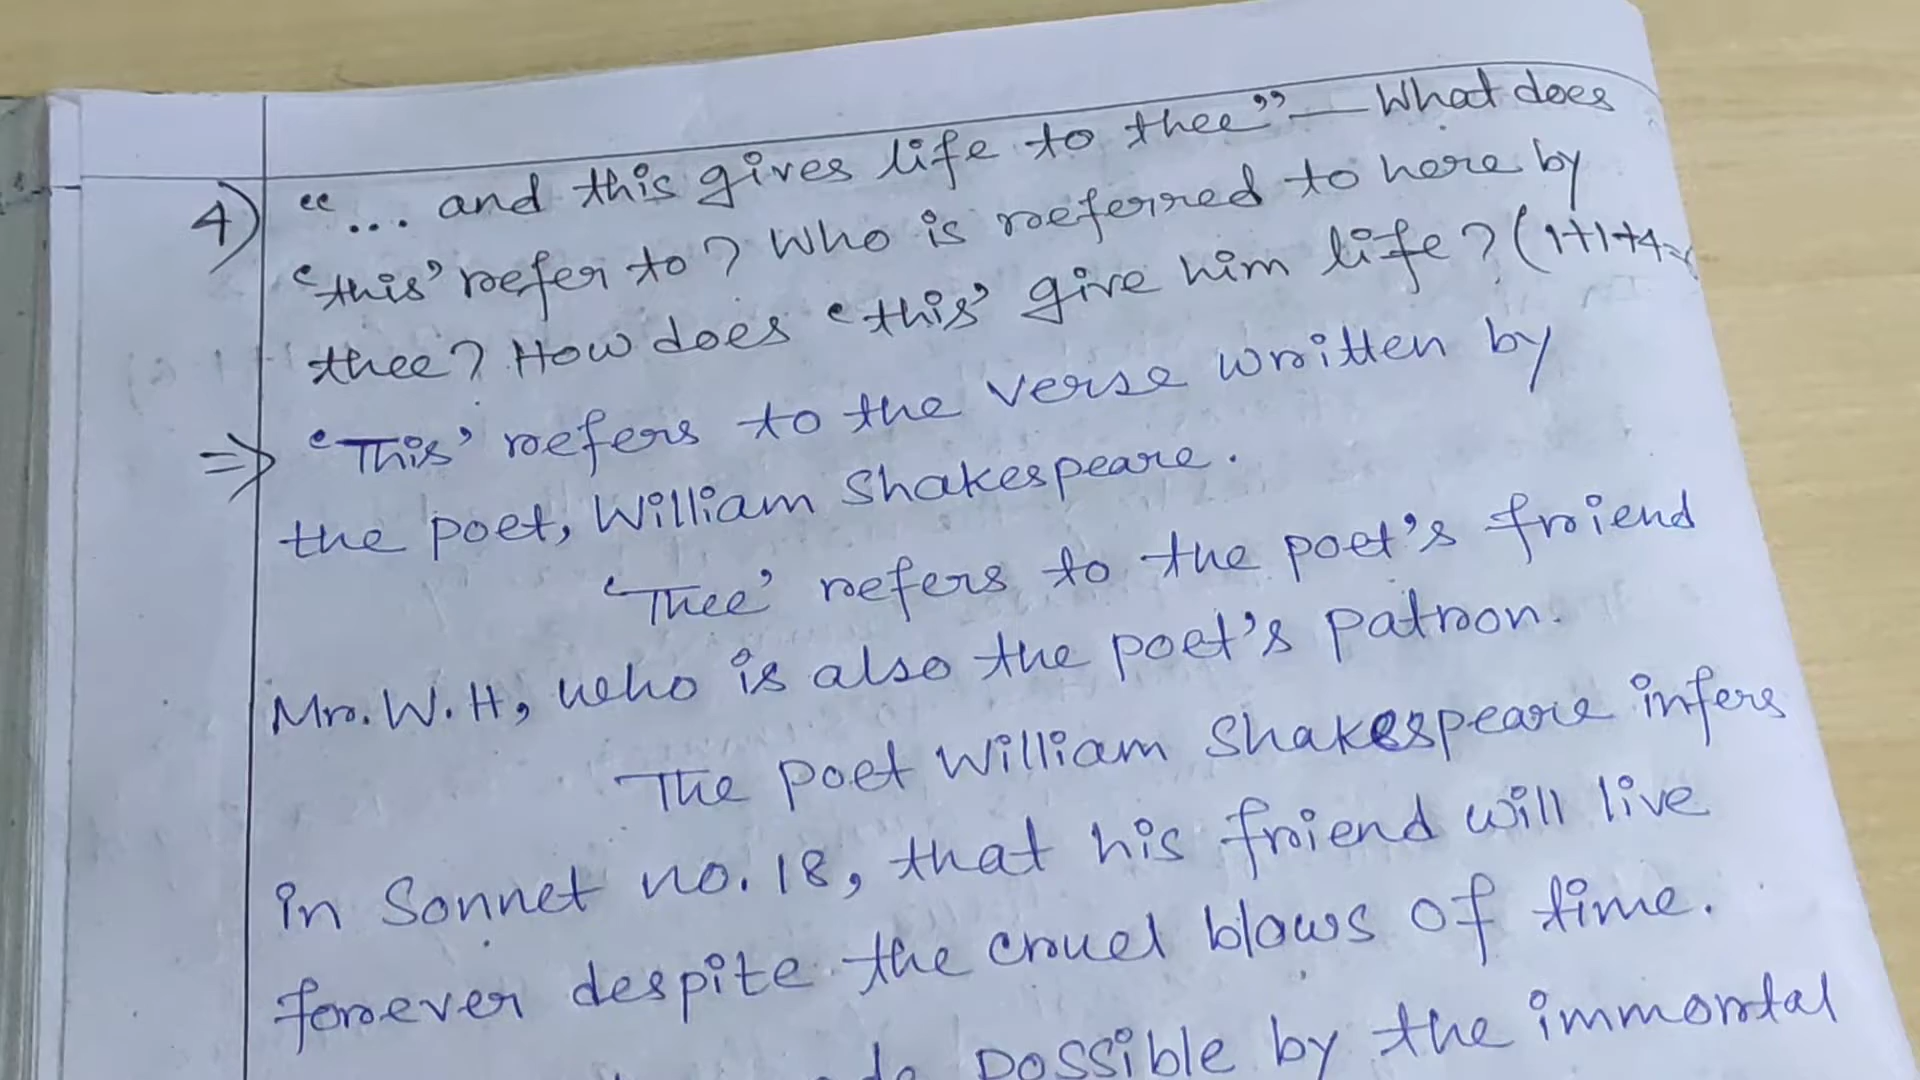 4) "... and this gives life to thee" — What does
'this' refer to? Who is referred to here by
thee? How does 'this' give him life? (1+1+4=
=> 'This' refers to the verse written by
the poet, William Shakespeare.
'Thee' refers to the poet's friend
Mr. W. H, who is also the poet's patron.
The poet William Shakespeare infers
in Sonnet no. 18, that his friend will live
forever despite the cruel blows of time.
possible by the immortal